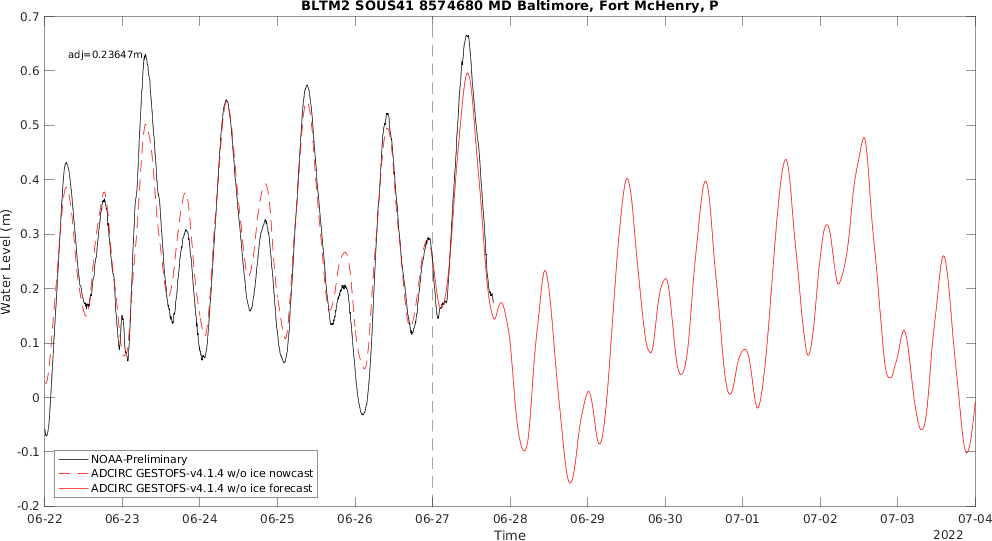 BLTM2 SOUS41 8574680 MD Baltimore, Fort McHenry, P
adj=0.23647m
Water Level (m)
0.7
0.6
0.5
0.4
0.3
0.2
0.1
0
-0.1
-0.2
NOAA-Preliminary
ADCIRC GESTOFS-v4.1.4 w/o ice nowcast
ADCIRC GESTOFS-v4.1.4 w/o ice forecast
06-22 06-23 06-24 06-25 06-26 06-27 06-28 06-29 06-30 07-01 07-02 07-03 07-04
Time
2022